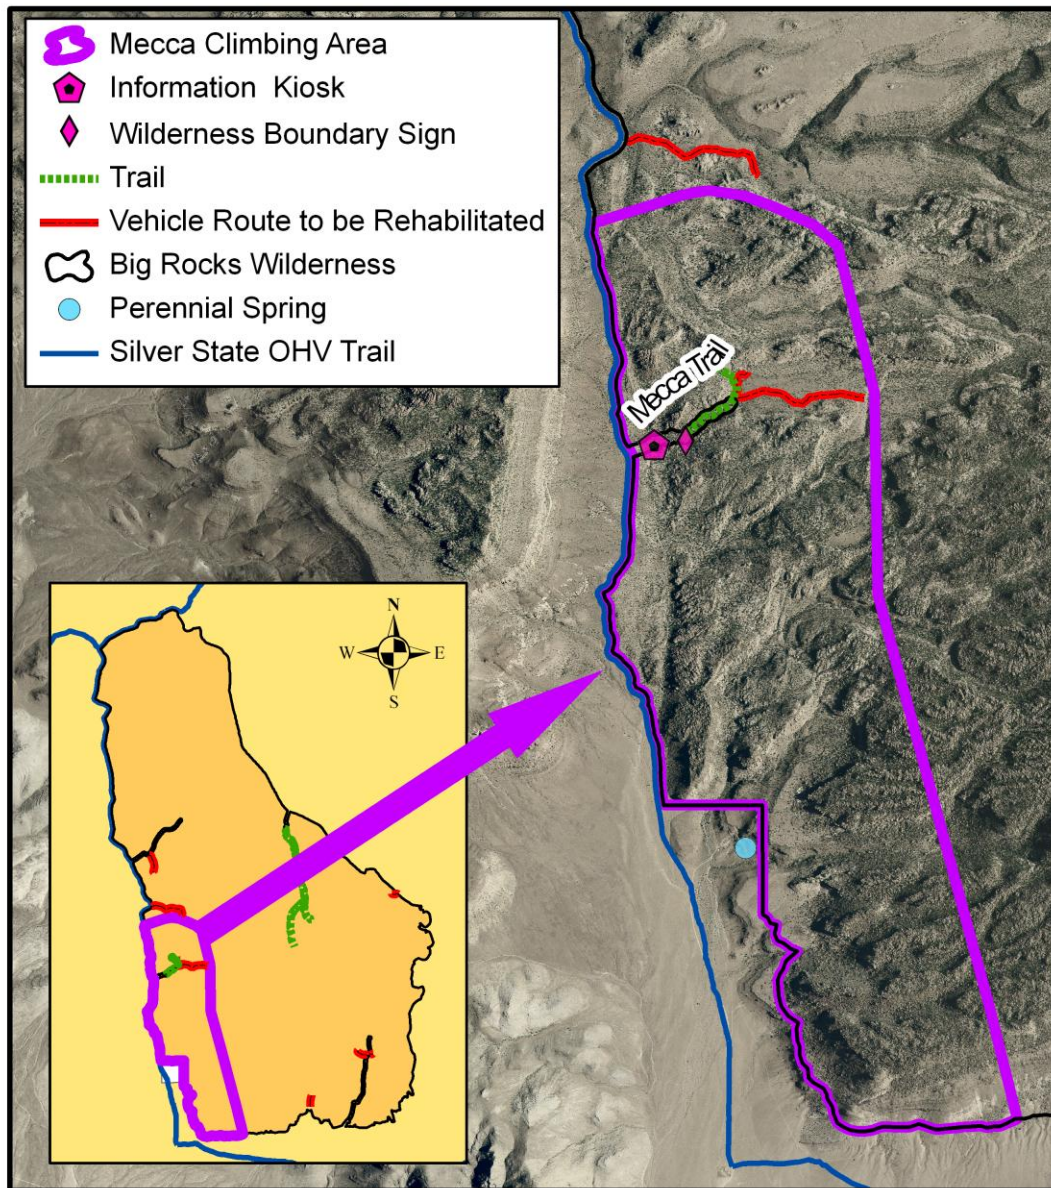 Mecca Climbing Area
Information Kiosk
Wilderness Boundary Sign
Trail
Vehicle Route to be Rehabilitated
Big Rocks Wilderness
Perennial Spring
Silver State OHV Trail
Mecca Trail
N
W E
S